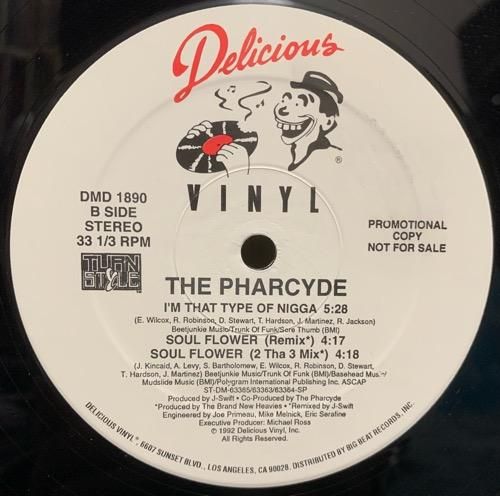 Delicious
VINYL
®
DMD 1890
B SIDE
STEREO
33 1/3 RPM
PROMOTIONAL
COPY
NOT FOR SALE
TURN
STYLE
THE PHARCYDE
I'M THAT TYPE OF NIGGA 5:28
(E. Wilcox, R. Robinson, D. Stewart, T. Hardson, J. Martinez, R. Jackson)
Beetjunkie Music/Trunk Of Funk/Sere Thumb (BMI)
SOUL FLOWER (Remix*) 4:17
SOUL FLOWER (2 Tha 3 Mix*) 4:18
(J. Kincaid, A. Levy, S. Bartholomew, E. Wilcox, R. Robinson, D. Stewart,
T. Hardson, J. Martinez) Beetjunkie Music/Trunk Of Funk (BMI)/Basehead Music/
Mudslide Music (BMI)/Polygram International Publishing Inc. ASCAP
ST-DM-63365/63363/63364-SP
Produced by J-Swift • Co-Produced by The Pharcyde
*Produced by The Brand New Heavies • *Remixed by J-Swift
Engineered by Joe Primeau, Mike Melnick, Eric Serafine
Executive Producer: Michael Ross
© 1992 Delicious Vinyl, Inc.
All Rights Reserved.
DELICIOUS VINYL®, 6607 SUNSET BLVD., LOS ANGELES, CA 90028. DISTRIBUTED BY BIG BEAT RECORDS, INC.